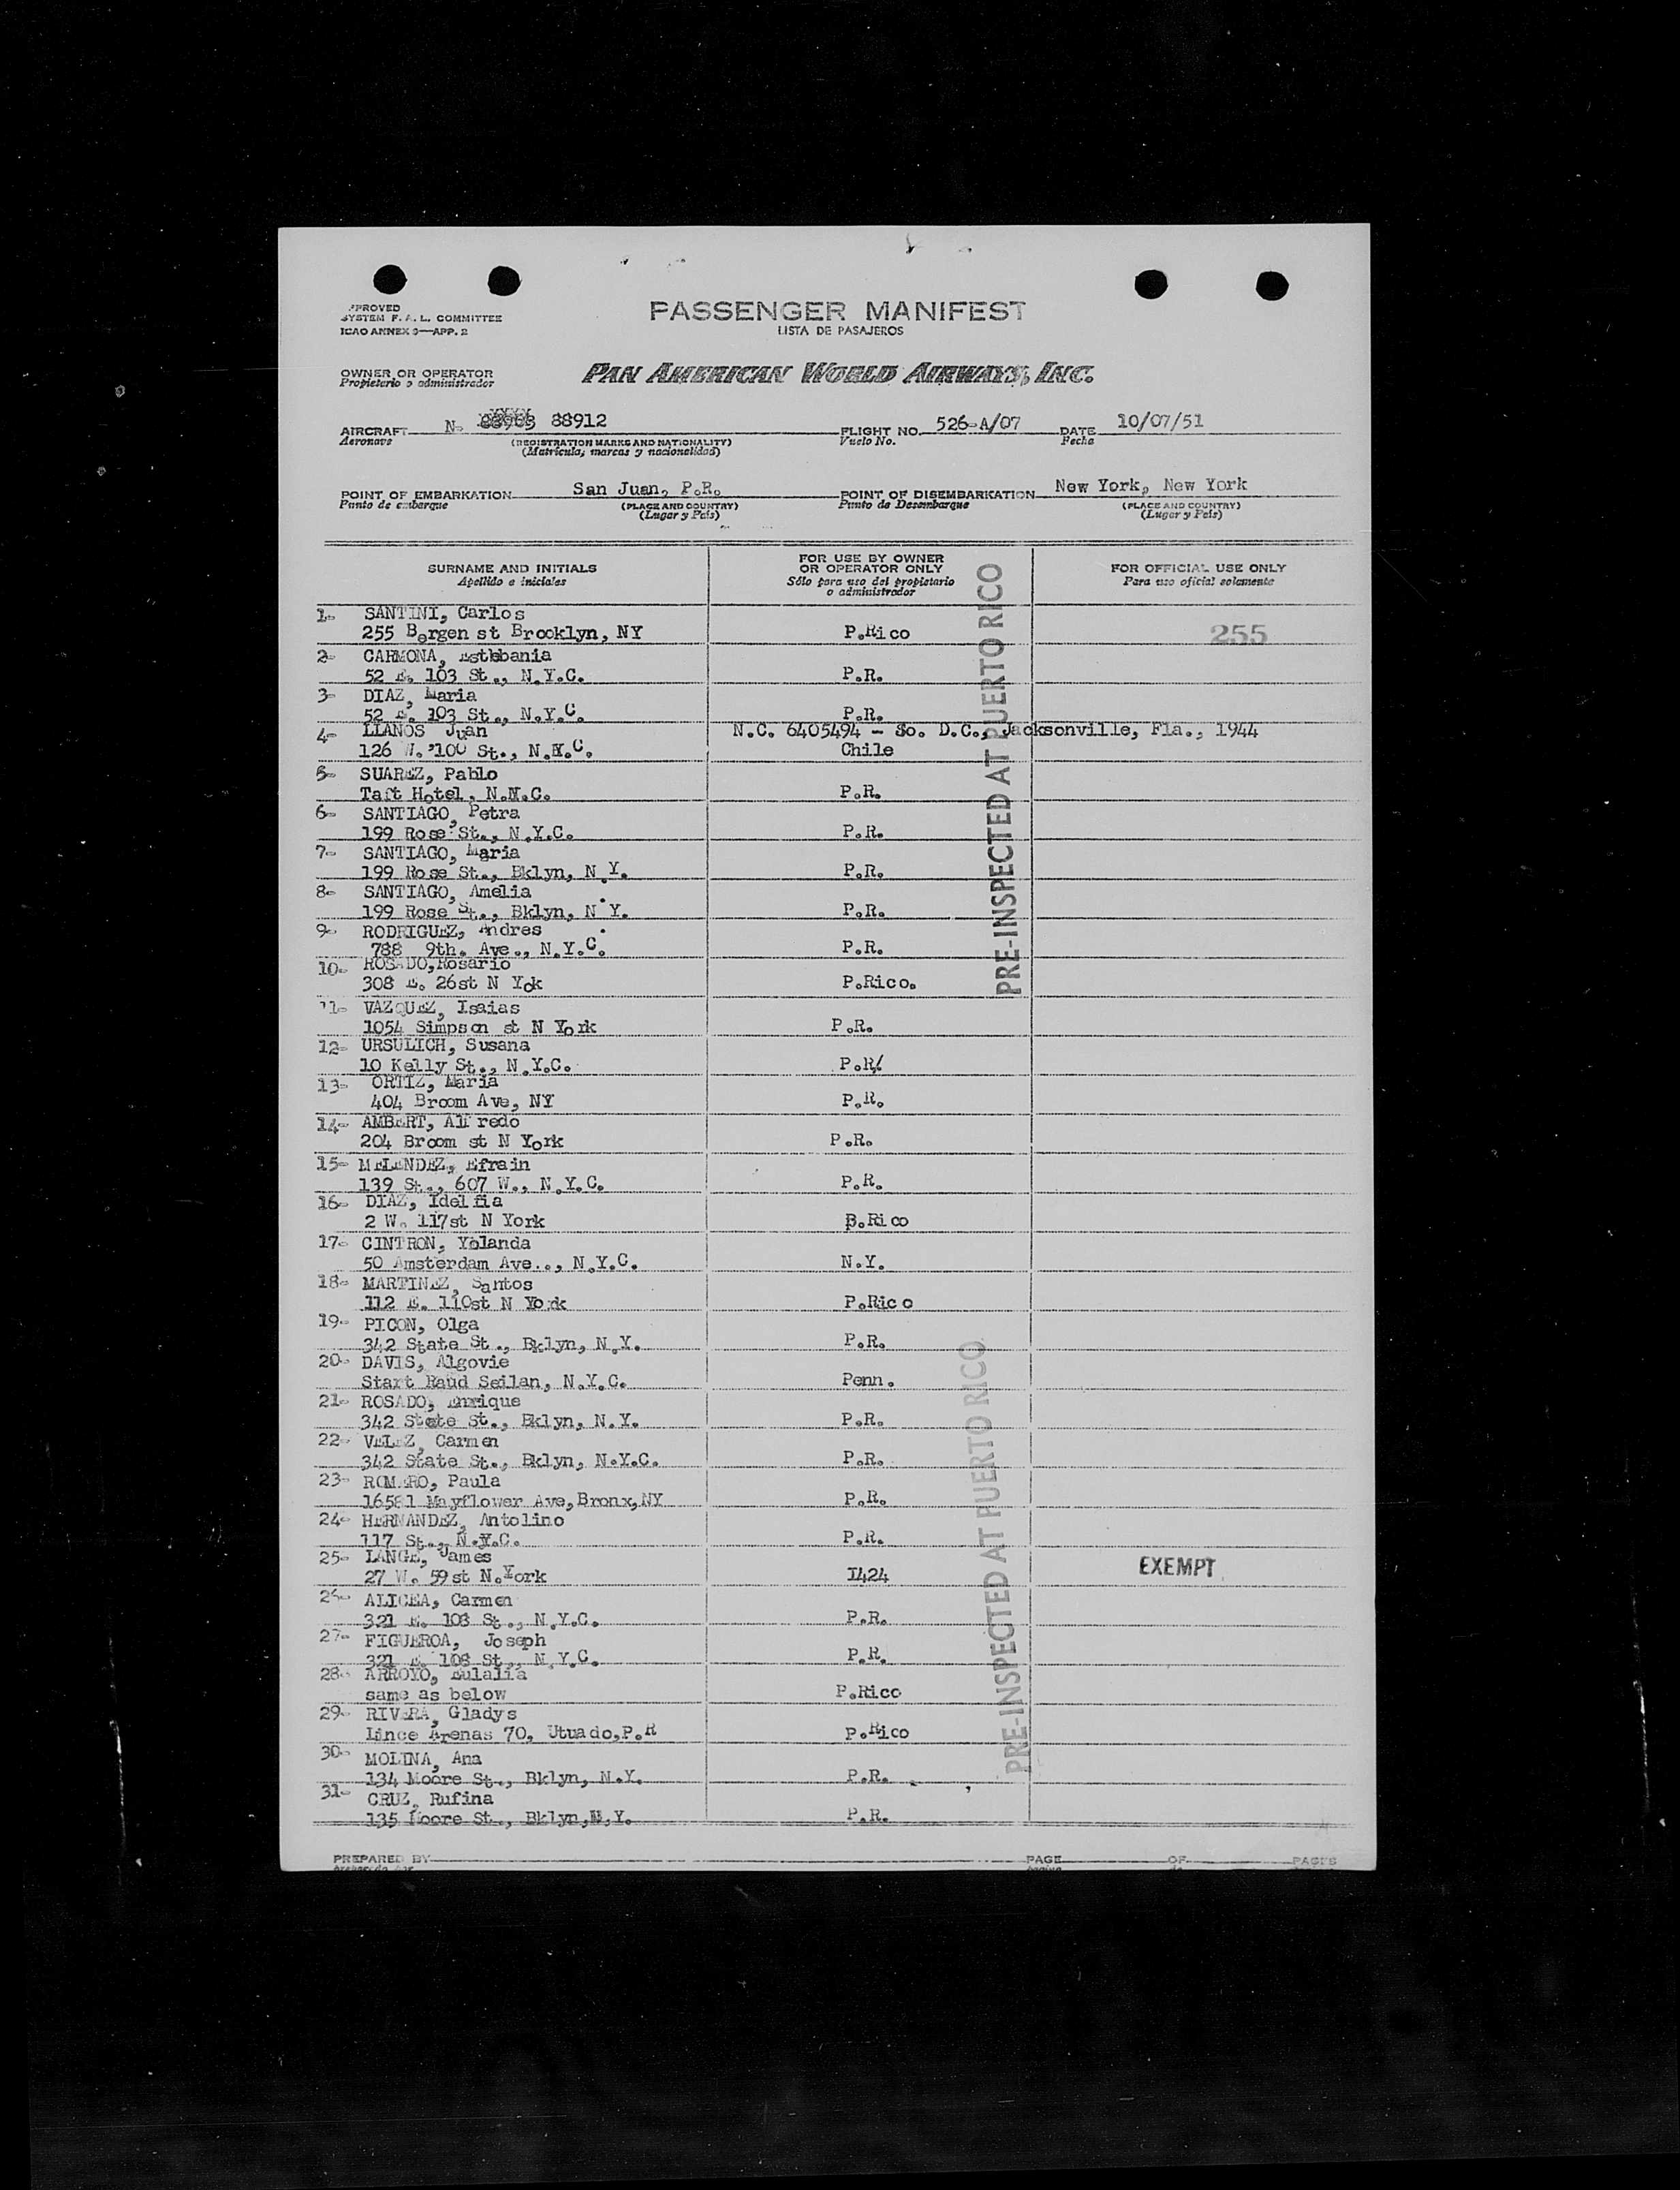 SYSTEM F. A. L. COMMITTEE
ICAO ANNEX 9—APP. 2
PASSENGER MANIFEST
LISTA DE PASAJEROS
OWNER OR OPERATOR
Propietario o administrador
PAN AMERICAN WORLD AIRWAYS, INC.
AIRCRAFT N- 88912
Aeronave
(REGISTRATION MARKS AND NATIONALITY)
(Matrícula, marcas y nacionalidad)
FLIGHT NO. 526-A/07
Vuelo No.
DATE 10/07/51
Fecha
POINT OF EMBARKATION San Juan, P.R.
Punto de embarque
(PLACE AND COUNTRY)
(Lugar y País)
POINT OF DISEMBARKATION New York, New York
Punto de Desembarque
(PLACE AND COUNTRY)
(Lugar y País)
SURNAME AND INITIALS
Apellido e iniciales
FOR USE BY OWNER
OR OPERATOR ONLY
Sólo para uso del propietario
o administrador
FOR OFFICIAL USE ONLY
Para uso oficial solamente
1- SANTINI, Carlos
255 Bergen st Brooklyn, NY P.Rico 255
2- CARMONA, Estebania
52 E. 103 St., N.Y.C. P.R.
3- DIAZ, Maria
52 E. 103 St., N.Y.C. P.R.
4- LLANOS Juan N.C. 6405494 - So. D.C., Jacksonville, Fla., 1944
126 W. 100 St., N.Y.C. Chile
5- SUAREZ, Pablo
Taft Hotel, N.Y.C. P.R.
6- SANTIAGO, Petra
199 Rose St., N.Y.C. P.R.
7- SANTIAGO, Maria
199 Rose St., Bklyn, N.Y. P.R.
8- SANTIAGO, Amelia
199 Rose St., Bklyn, N.Y. P.R.
9- RODRIGUEZ, Andres
788 9th. Ave., N.Y.C. P.R.
10- ROSADO,Rosario
308 E. 26st N Yok P.Rico.
11- VAZQUEZ, Isaias
1054 Simpson st N York P.R.
12- URSULICH, Susana
10 Kelly St., N.Y.C. P.R.
13- ORTIZ, Maria
404 Broom Ave, NY P.R.
14- AMBERT, Alfredo
204 Broom st N York P.R.
15- MELENDEZ, Efrain
139 St., 607 W., N.Y.C. P.R.
16- DIAZ, Idelfia
2 W. 117st N York P.Rico
17- CINTRON, Yolanda
50 Amsterdam Ave.., N.Y.C. N.Y.
18- MARTINEZ, Santos
112 E. 110st N York P.Rico
19- PICON, Olga
342 State St., Bklyn, N.Y. P.R.
20- DAVIS, Algovie
Start Raud Seilan, N.Y.C. Penn.
21- ROSADO, Enrique
342 State St., Bklyn, N.Y. P.R.
22- VELEZ, Carmen
342 State St., Bklyn, N.Y.C. P.R.
23- ROMERO, Paula
16581 Mayflower Ave,Bronx,NY P.R.
24- HERNANDEZ, Antolino
117 St., N.Y.C. P.R.
25- LANGE, James
27 W. 59st N.York I424 EXEMPT
26- ALICEA, Carmen
321 E. 108 St., N.Y.C. P.R.
27- FIGUEROA, Joseph
321 E. 108 St., N.Y.C. P.R.
28- ARROYO, Eulalia
same as below P.Rico
29- RIVERA, Gladys
Lince Arenas 70, Utuado,P.R P.Rico
30- MOLINA, Ana
134 Moore St., Bklyn, N.Y. P.R.
31- CRUZ, Rufina
135 Moore St., Bklyn,N.Y. P.R.
PRE-INSPECTED AT PUERTO RICO
PRE-INSPECTED AT PUERTO RICO
PREPARED BY
PAGE OF PAGES